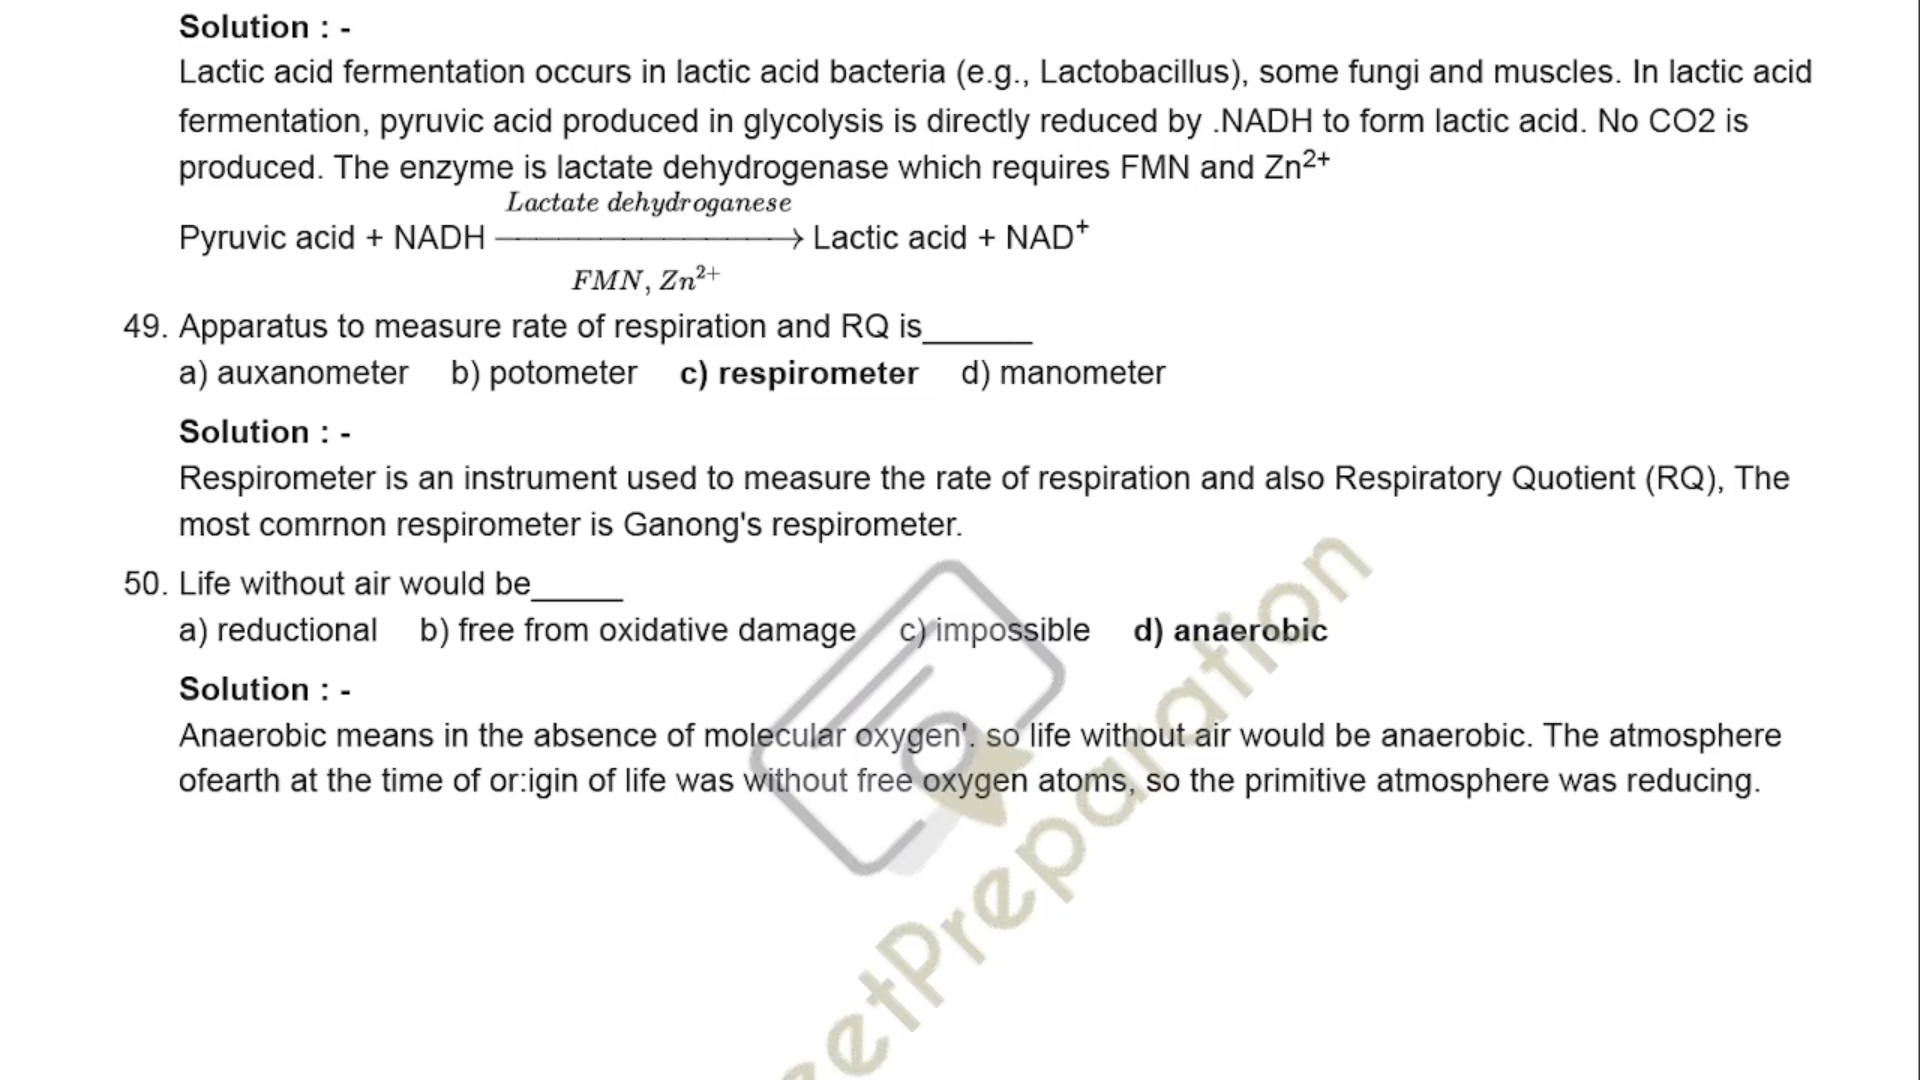 Solution : -
Lactic acid fermentation occurs in lactic acid bacteria (e.g., Lactobacillus), some fungi and muscles. In lactic acid
fermentation, pyruvic acid produced in glycolysis is directly reduced by .NADH to form lactic acid. No CO2 is
produced. The enzyme is lactate dehydrogenase which requires FMN and Zn²⁺
Lactate dehydroganese
Pyruvic acid + NADH ⟶ Lactic acid + NAD⁺
FMN, Zn²⁺
49. Apparatus to measure rate of respiration and RQ is______
a) auxanometer b) potometer c) respirometer d) manometer
Solution : -
Respirometer is an instrument used to measure the rate of respiration and also Respiratory Quotient (RQ), The
most comrnon respirometer is Ganong's respirometer.
50. Life without air would be_____
a) reductional b) free from oxidative damage c) impossible d) anaerobic
Solution : -
Anaerobic means in the absence of molecular oxygen'. so life without air would be anaerobic. The atmosphere
ofearth at the time of or:igin of life was without free oxygen atoms, so the primitive atmosphere was reducing.
eetPreparation